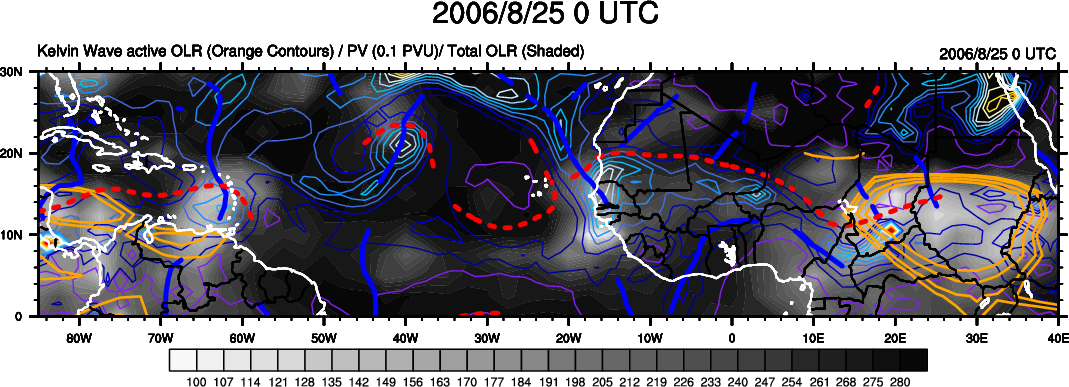 2006/8/25 0 UTC
Kelvin Wave active OLR (Orange Contours) / PV (0.1 PVU)/ Total OLR (Shaded) 2006/8/25 0 UTC
30N
20N
10N
0
80W 70W 60W 50W 40W 30W 20W 10W 0 10E 20E 30E 40E
100 107 114 121 128 135 142 149 156 163 170 177 184 191 198 205 212 219 226 233 240 247 254 261 268 275 280